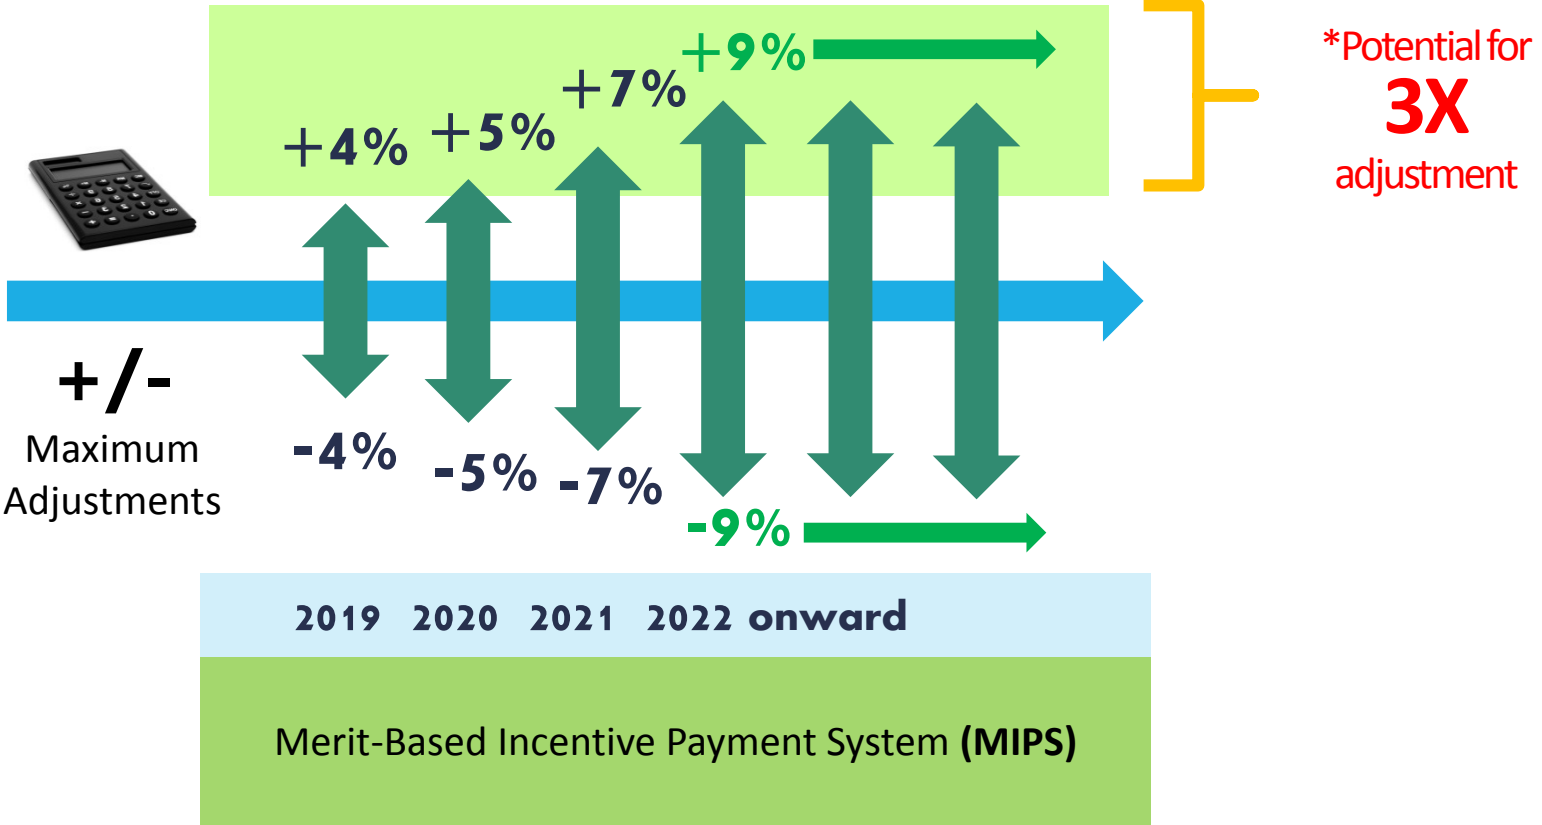 +4% +5% +7% +9%
*Potential for
3X
adjustment
+/-
Maximum
Adjustments
-4% -5% -7% -9%
2019 2020 2021 2022 onward
Merit-Based Incentive Payment System (MIPS)